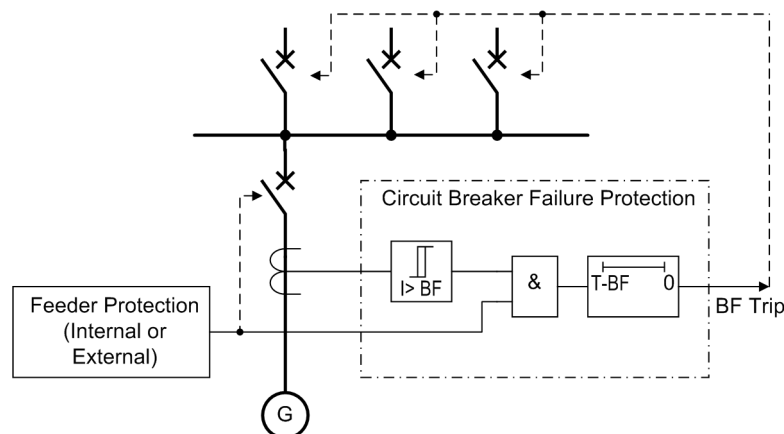 Circuit Breaker Failure Protection
I> BF
&
T-BF 0
BF Trip
Feeder Protection
(Internal or
External)
G